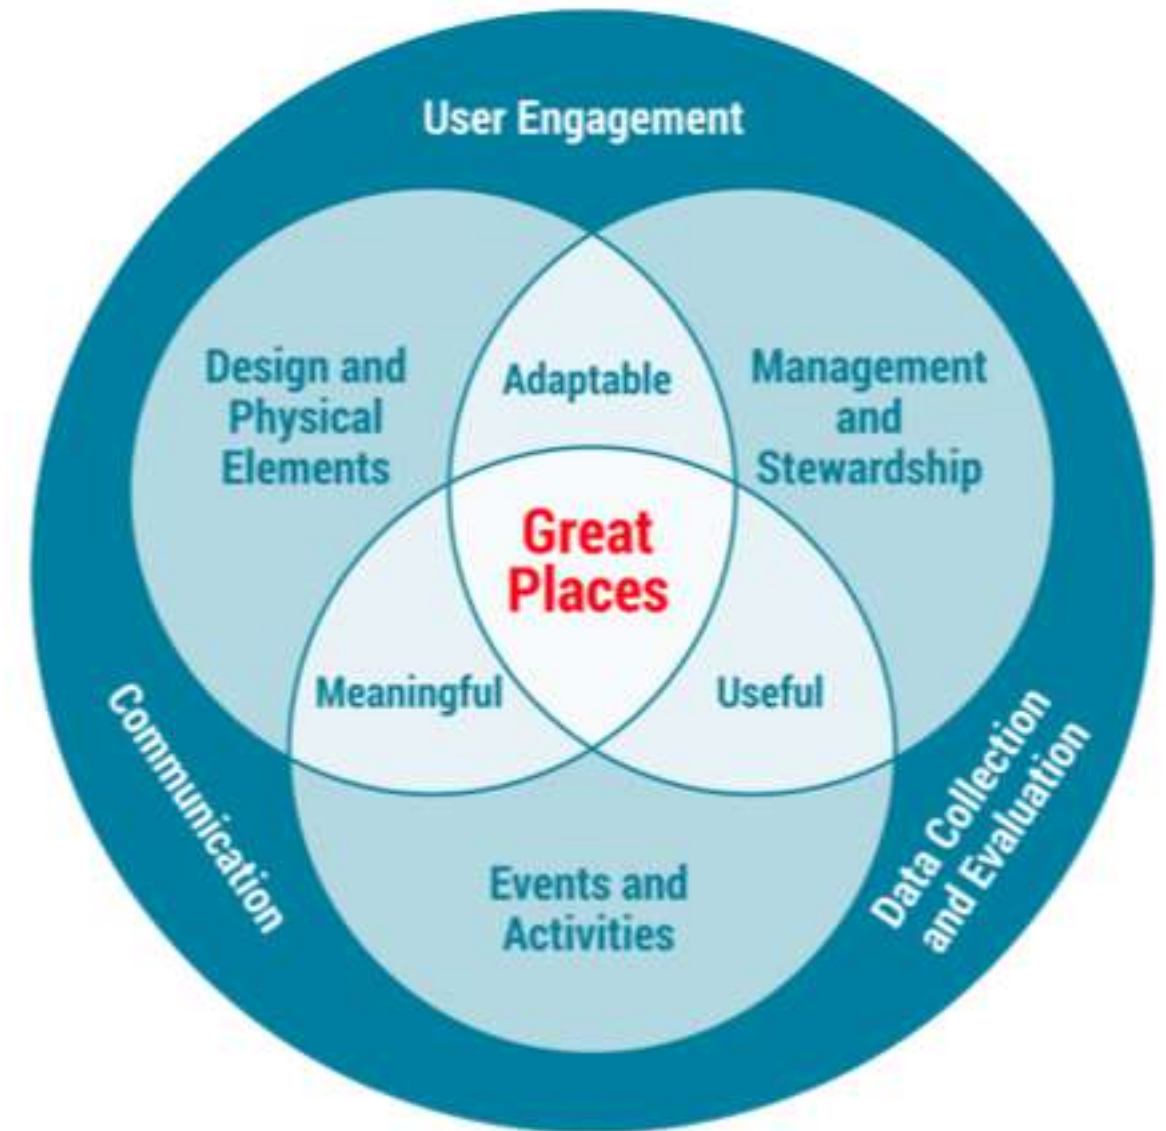 User Engagement
Design and
Physical
Elements
Adaptable
Management
and
Stewardship
Great
Places
Meaningful
Useful
Communication
Data Collection
and Evaluation
Events and
Activities